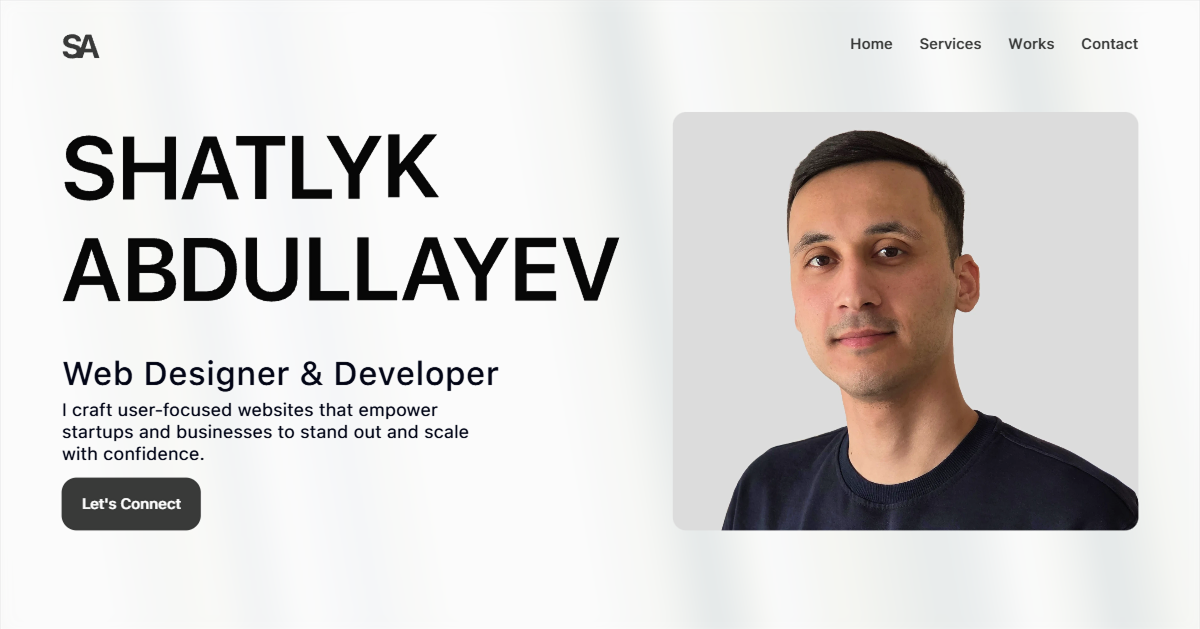 SA
Home Services Works Contact
SHATLYK
ABDULLAYEV
Web Designer & Developer
I craft user-focused websites that empower
startups and businesses to stand out and scale
with confidence.
Let's Connect